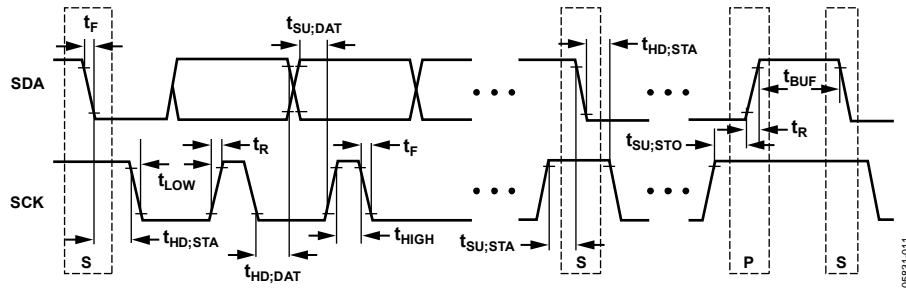 tF
tSU;DAT
tHD;STA
SDA
tBUF
tR
tF
tSU;STO
tR
tLOW
SCK
tHD;STA
tHIGH
tSU;STA
tHD;DAT
S
S
P
S
05831-011